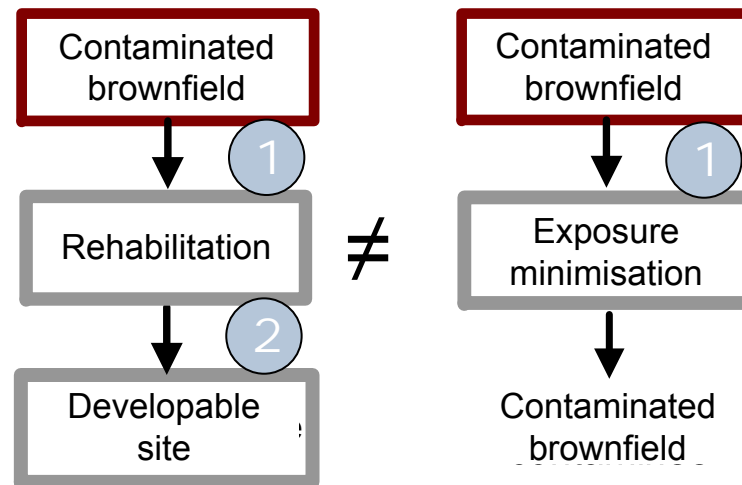 Contaminated
brownfield
1
Rehabilitation
2
Developable
site
≠
Contaminated
brownfield
1
Exposure
minimisation
Contaminated
brownfield